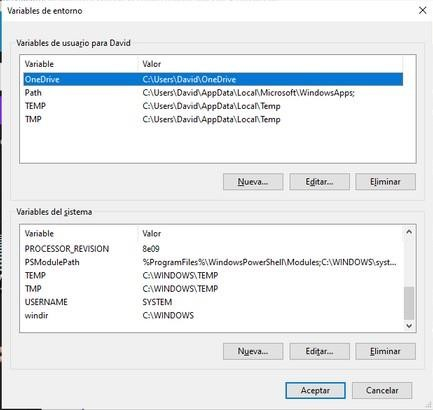 Variables de entorno
Variables de usuario para David
Variable Valor
OneDrive C:\Users\David\OneDrive
Path C:\Users\David\AppData\Local\Microsoft\WindowsApps;
TEMP C:\Users\David\AppData\Local\Temp
TMP C:\Users\David\AppData\Local\Temp
Nueva... Editar... Eliminar
Variables del sistema
Variable Valor
PROCESSOR_REVISION 8e09
PSModulePath %ProgramFiles%\WindowsPowerShell\Modules;C:\WINDOWS\syst...
TEMP C:\WINDOWS\TEMP
TMP C:\WINDOWS\TEMP
USERNAME SYSTEM
windir C:\WINDOWS
Nueva... Editar... Eliminar
Aceptar Cancelar